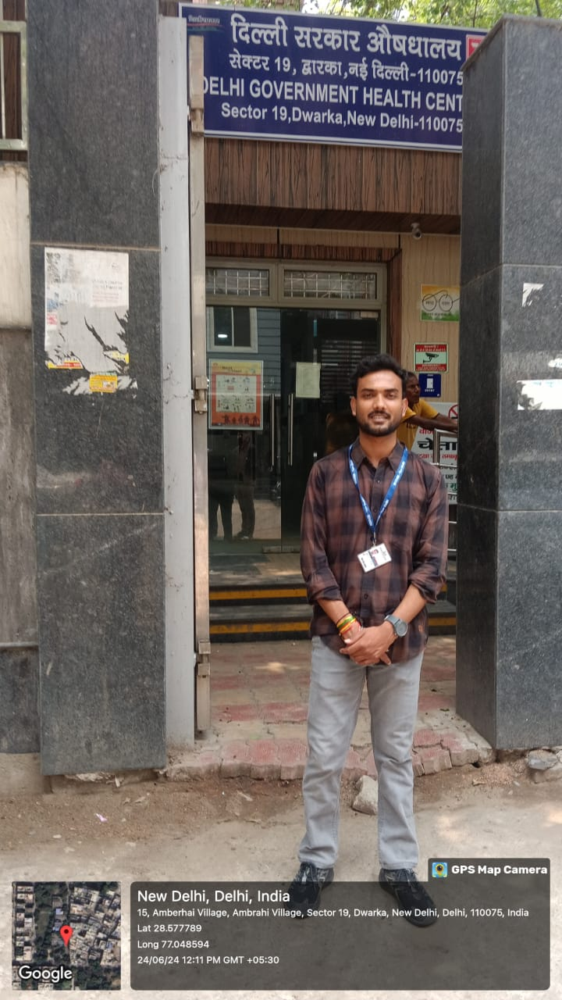 दिल्ली सरकार औषधालय
सेक्टर 19, द्वारका,नई दिल्ली-110075
DELHI GOVERNMENT HEALTH CENT
Sector 19,Dwarka,New Delhi-110075
GPS Map Camera
New Delhi, Delhi, India
15, Amberhai Village, Ambrahi Village, Sector 19, Dwarka, New Delhi, Delhi, 110075, India
Lat 28.577789
Long 77.048594
24/06/24 12:11 PM GMT +05:30
Google